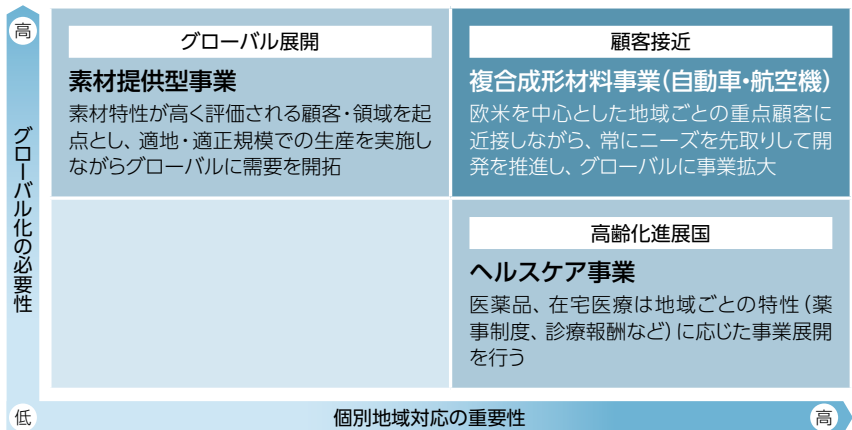 高
グローバル化の必要性
グローバル展開
素材提供型事業
素材特性が高く評価される顧客・領域を起
点とし、適地・適正規模での生産を実施し
ながらグローバルに需要を開拓
顧客接近
複合成形材料事業(自動車・航空機)
欧米を中心とした地域ごとの重点顧客に
近接しながら、常にニーズを先取りして開
発を推進し、グローバルに事業拡大
高齢化進展国
ヘルスケア事業
医薬品、在宅医療は地域ごとの特性(薬
事制度、診療報酬など)に応じた事業展開
を行う
低
個別地域対応の重要性
高